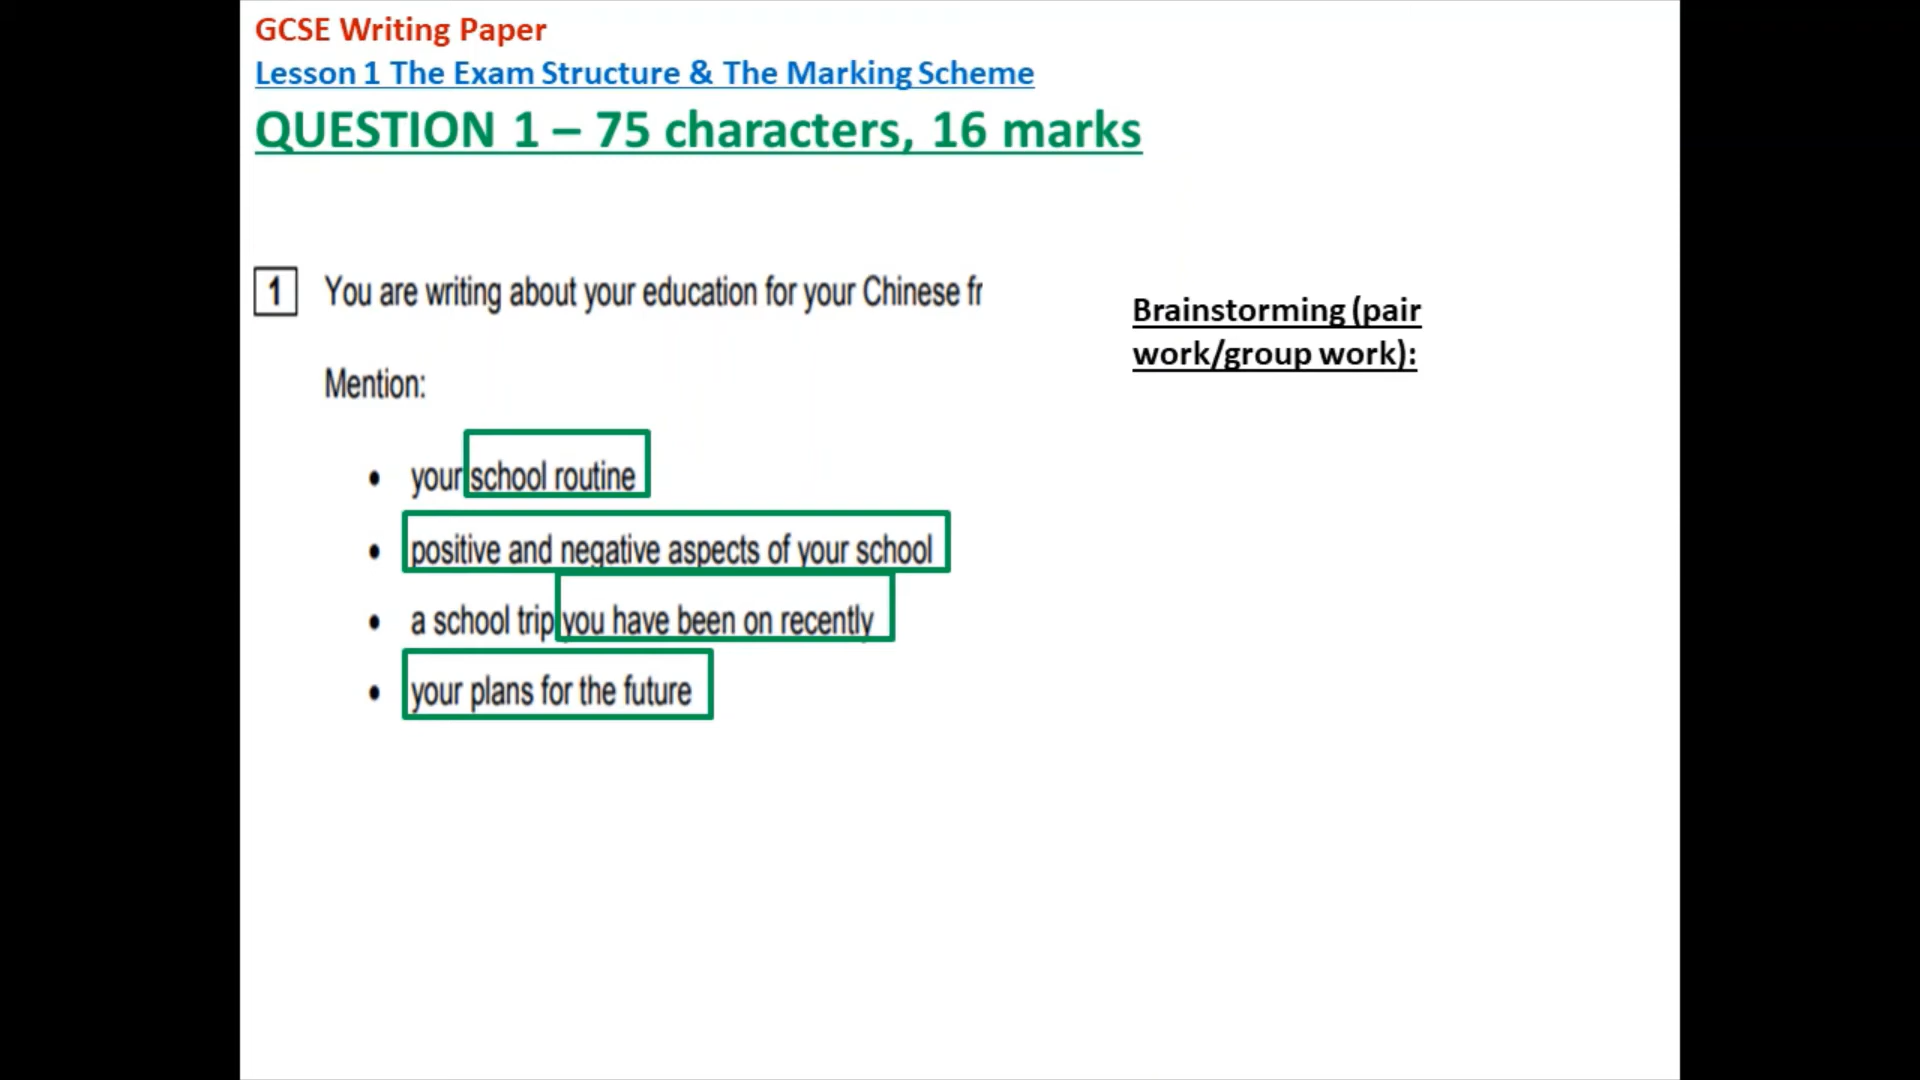 GCSE Writing Paper
Lesson 1 The Exam Structure & The Marking Scheme
QUESTION 1 – 75 characters, 16 marks
1 You are writing about your education for your Chinese fr
Mention:
• your school routine
• positive and negative aspects of your school
• a school trip you have been on recently
• your plans for the future
Brainstorming (pair
work/group work):